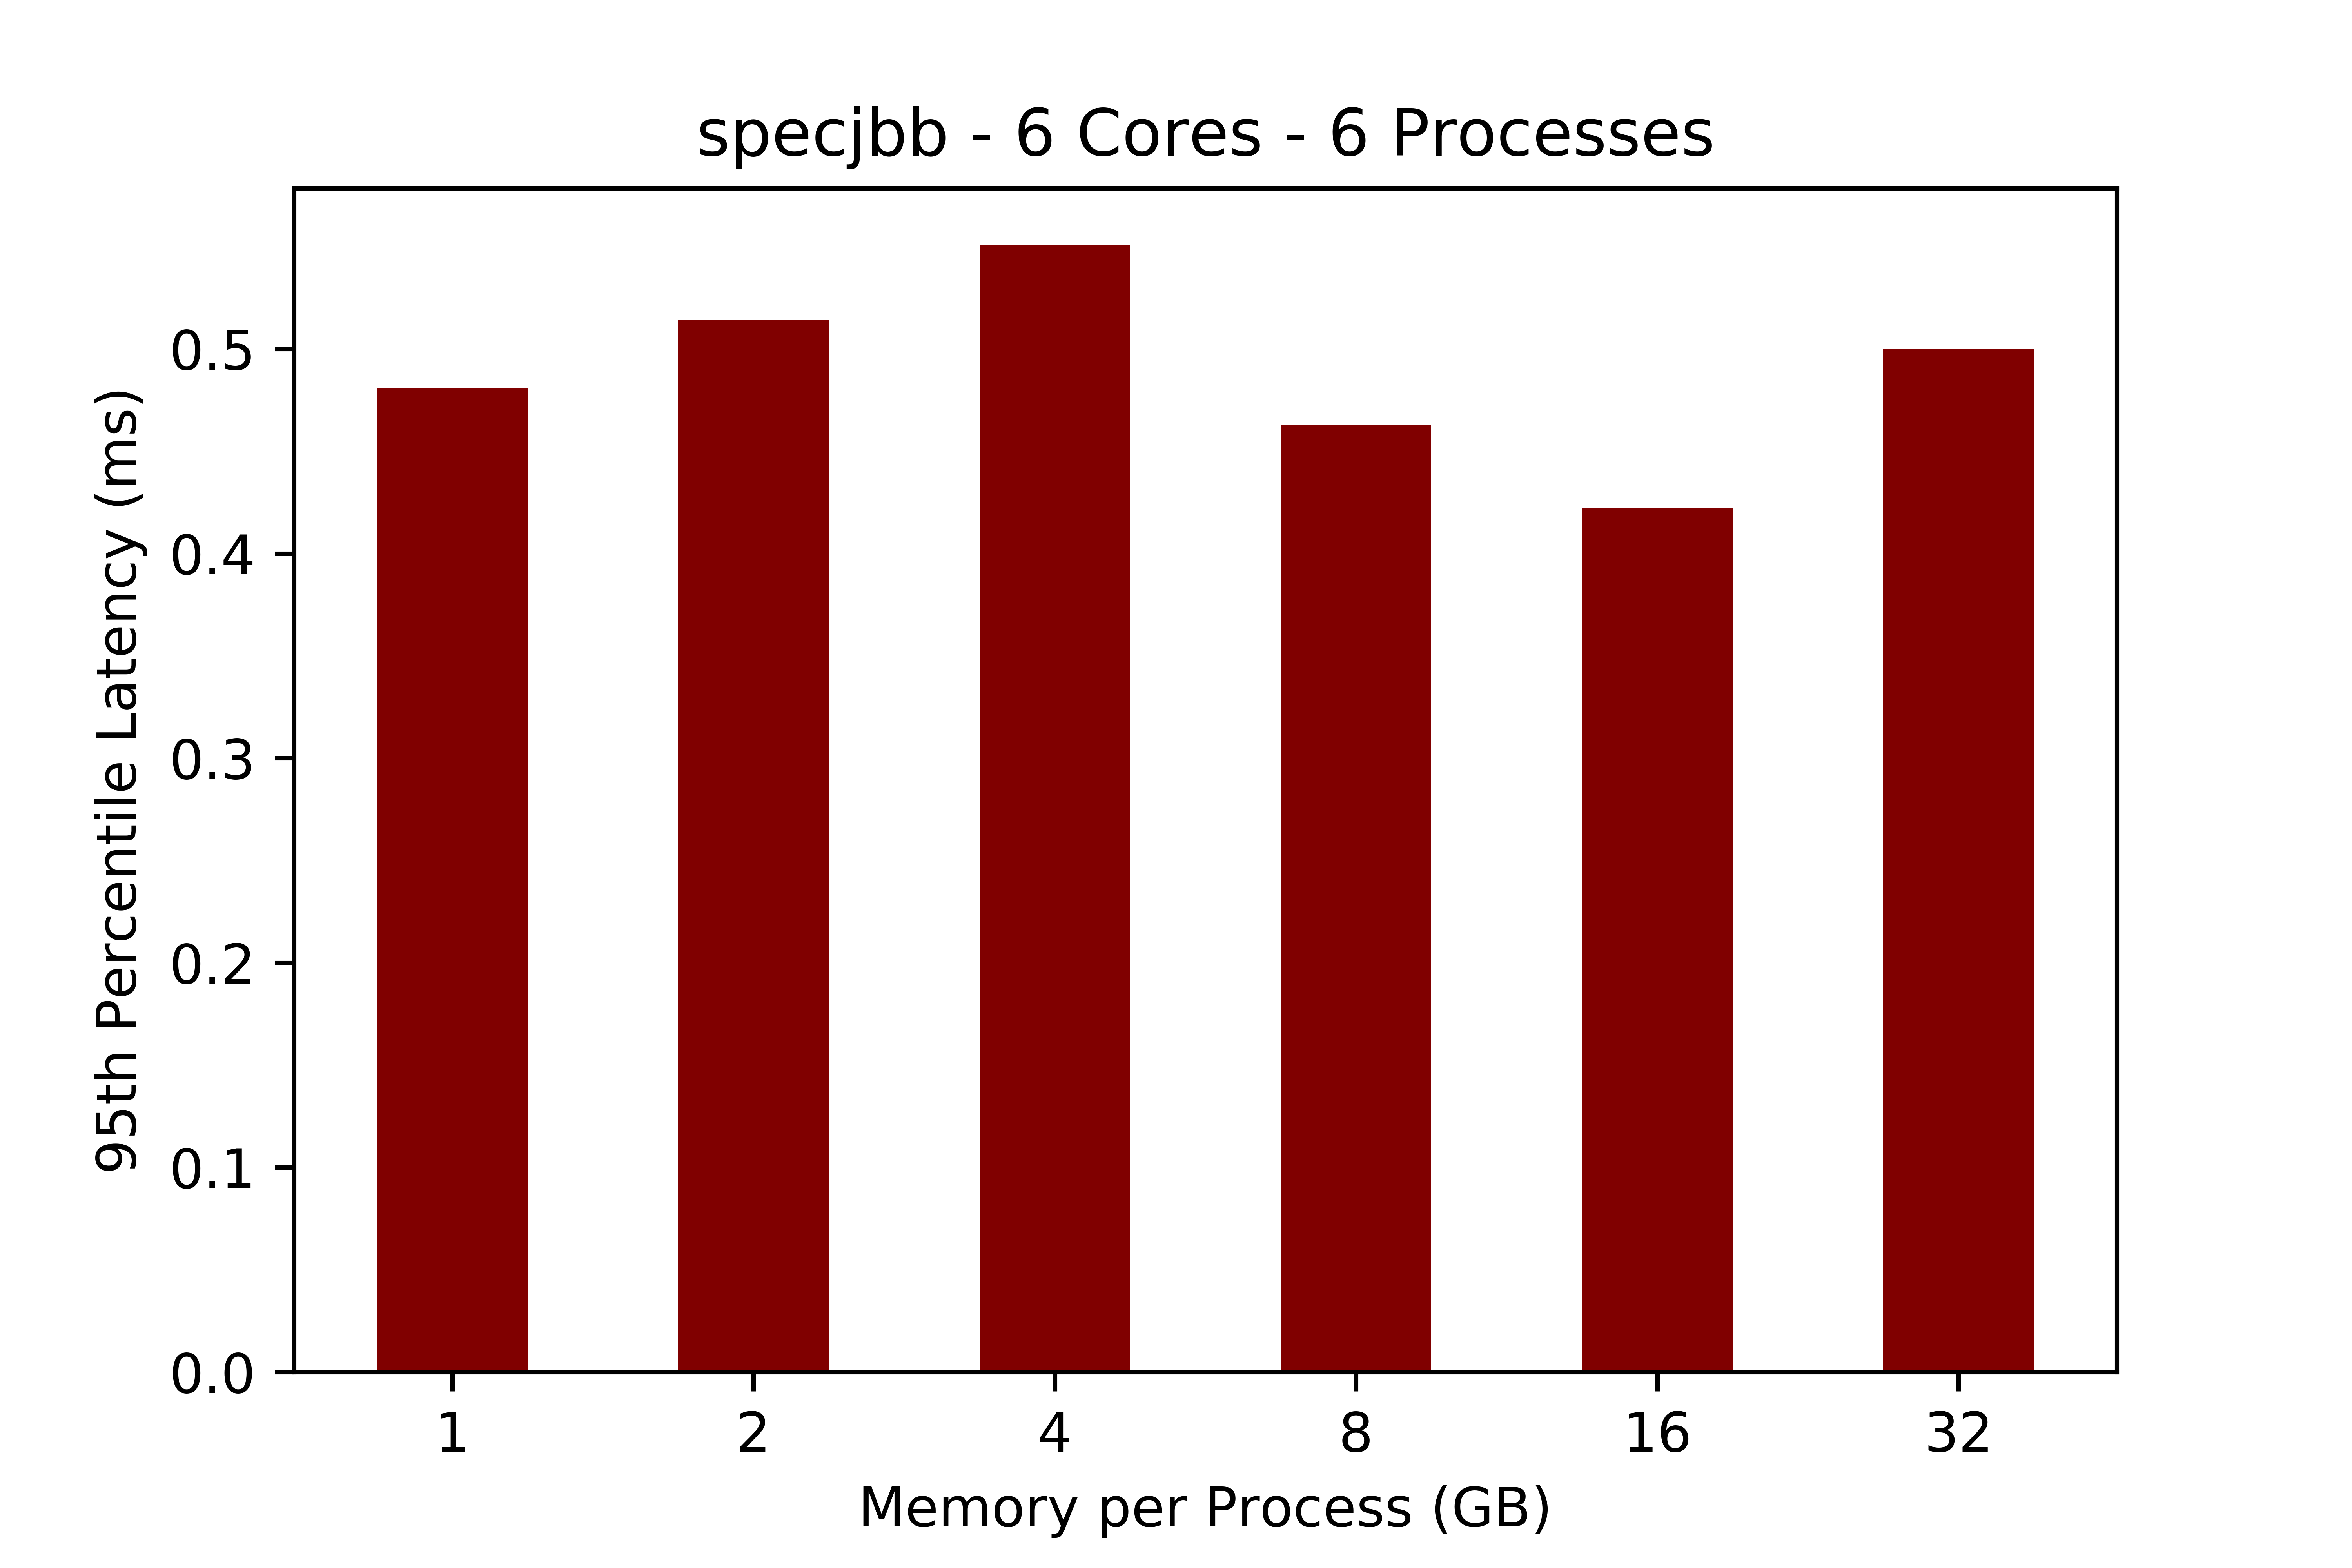 specjbb - 6 Cores - 6 Processes
95th Percentile Latency (ms)
0.5
0.4
0.3
0.2
0.1
0.0
1 2 4 8 16 32
Memory per Process (GB)